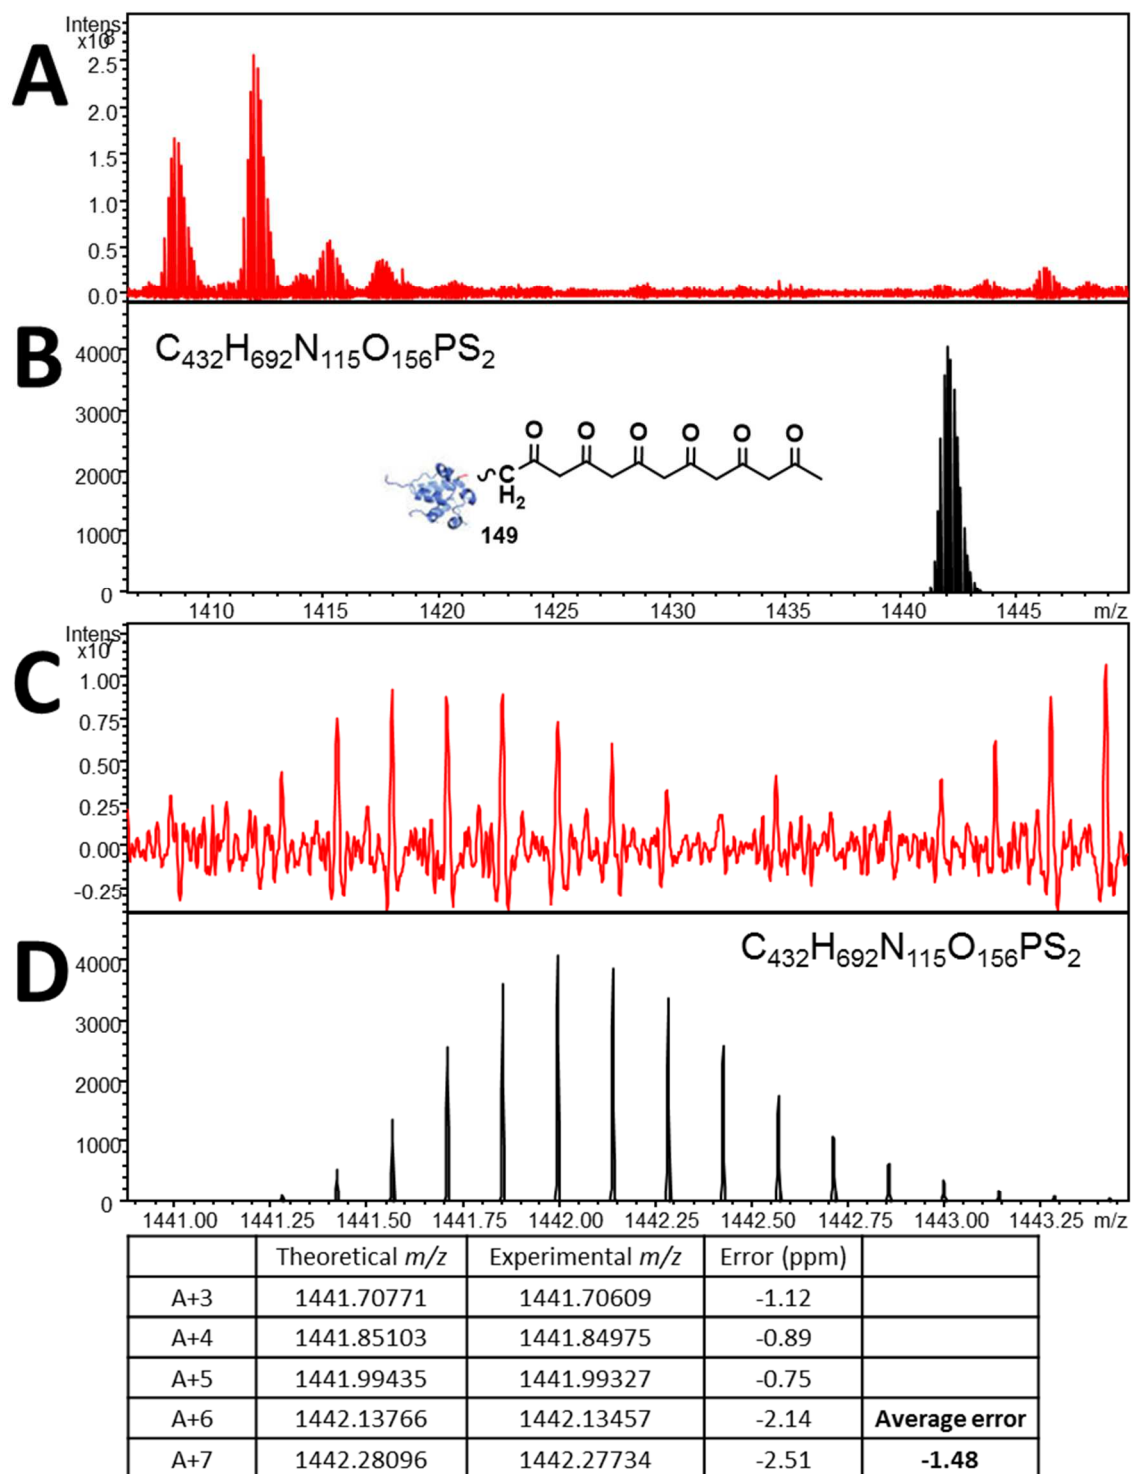 A
Intens
x10⁸
2.5
2.0
1.5
1.0
0.5
0.0
B
C₄₃₂H₆₉₂N₁₁₅O₁₅₆PS₂
4000
3000
2000
1000
0
O O O O O O
C
H₂
149
1410 1415 1420 1425 1430 1435 1440 1445 m/z
C
Intens
x10⁷
1.00
0.75
0.50
0.25
0.00
-0.25
D
C₄₃₂H₆₉₂N₁₁₅O₁₅₆PS₂
4000
3000
2000
1000
0
1441.00 1441.25 1441.50 1441.75 1442.00 1442.25 1442.50 1442.75 1443.00 1443.25 m/z
Theoretical m/z Experimental m/z Error (ppm)
A+3 1441.70771 1441.70609 -1.12
A+4 1441.85103 1441.84975 -0.89
A+5 1441.99435 1441.99327 -0.75
A+6 1442.13766 1442.13457 -2.14 Average error
A+7 1442.28096 1442.27734 -2.51 -1.48